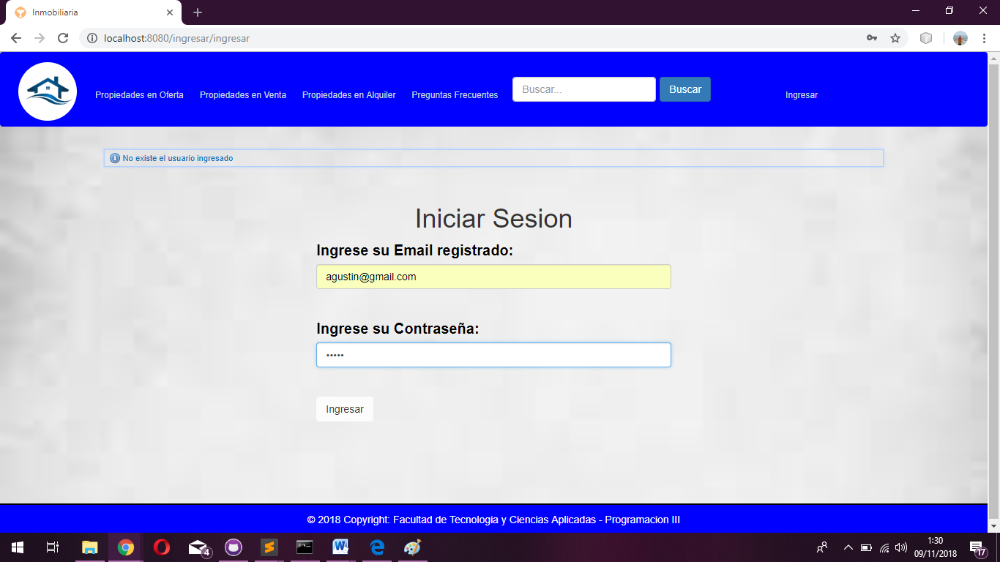 Inmobiliaria
localhost:8080/ingresar/ingresar
Propiedades en Oferta
Propiedades en Venta
Propiedades en Alquiler
Preguntas Frecuentes
Buscar...
Buscar
Ingresar
No existe el usuario ingresado
Iniciar Sesion
Ingrese su Email registrado:
agustin@gmail.com
Ingrese su Contraseña:
•••••
Ingresar
© 2018 Copyright: Facultad de Tecnologia y Ciencias Aplicadas - Programacion III
4
1:30
09/11/2018
17